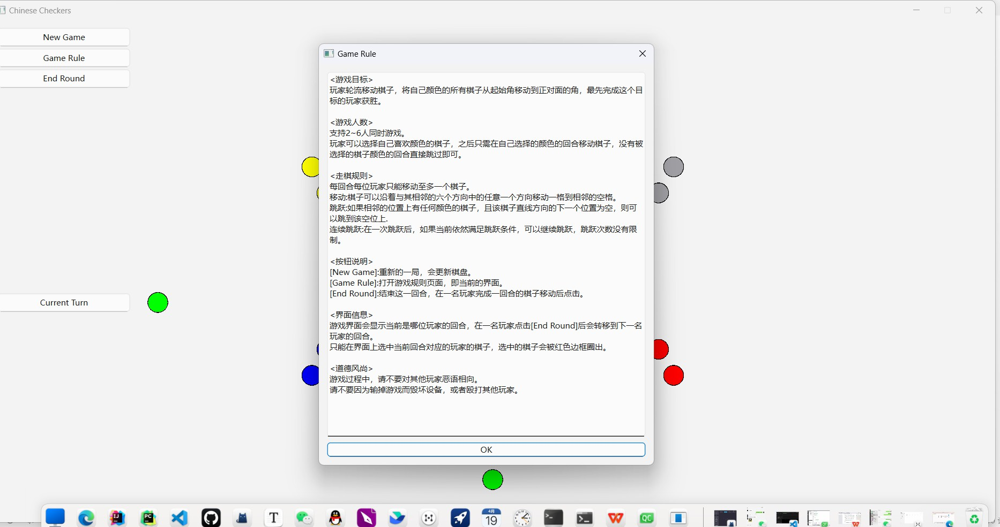 Chinese Checkers
New Game
Game Rule
End Round
Current Turn
Game Rule
<游戏目标>
玩家轮流移动棋子，将自己颜色的所有棋子从起始角移动到正对面的角，最先完成这个目
标的玩家获胜。
<游戏人数>
支持2~6人同时游戏。
玩家可以选择自己喜欢颜色的棋子，之后只需在自己选择的颜色的回合移动棋子，没有被
选择的棋子颜色的回合直接跳过即可。
<走棋规则>
每回合每位玩家只能移动至多一个棋子。
移动:棋子可以沿着与其相邻的六个方向中的任意一个方向移动一格到相邻的空格。
跳跃:如果相邻的位置上有任何颜色的棋子，且该棋子直线方向的下一个位置为空，则可
以跳到该空位上.
连续跳跃:在一次跳跃后，如果当前依然满足跳跃条件，可以继续跳跃，跳跃次数没有限
制。
<按钮说明>
[New Game]:重新的一局，会更新棋盘。
[Game Rule]:打开游戏规则页面，即当前的界面。
[End Round]:结束这一回合，在一名玩家完成一回合的棋子移动后点击。
<界面信息>
游戏界面会显示当前是哪位玩家的回合，在一名玩家点击[End Round]后会转移到下一名
玩家的回合。
只能在界面上选中当前回合对应的玩家的棋子，选中的棋子会被红色边框圈出。
<道德风尚>
游戏过程中，请不要对其他玩家恶语相向。
请不要因为输掉游戏而毁坏设备，或者殴打其他玩家。
OK
IJ
PC
T
4月
19
QC